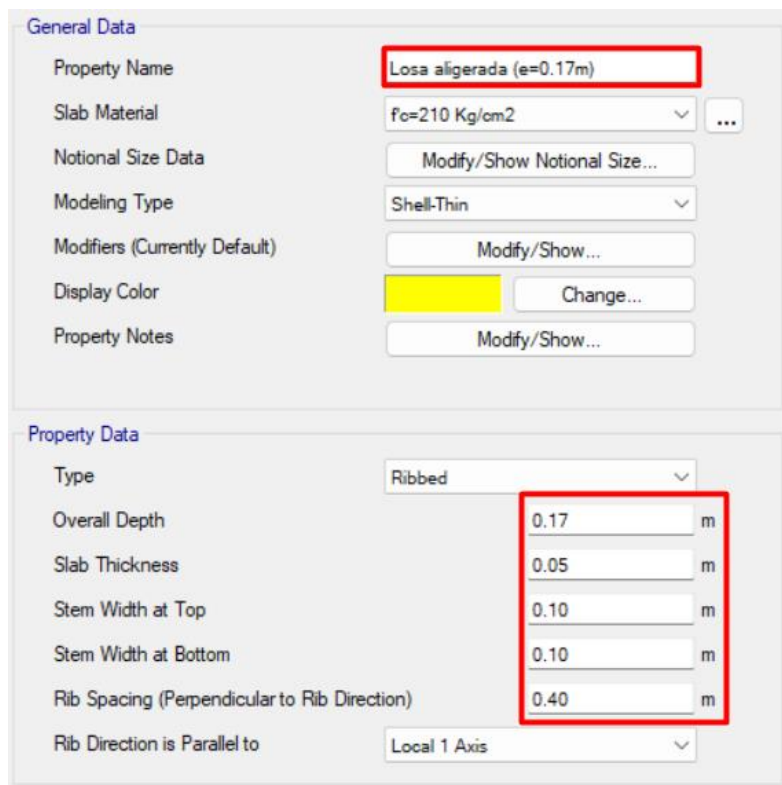 General Data
Property Name Losa aligerada (e=0.17m)
Slab Material f'c=210 Kg/cm2 ...
Notional Size Data Modify/Show Notional Size...
Modeling Type Shell-Thin
Modifiers (Currently Default) Modify/Show...
Display Color Change...
Property Notes Modify/Show...
Property Data
Type Ribbed
Overall Depth 0.17 m
Slab Thickness 0.05 m
Stem Width at Top 0.10 m
Stem Width at Bottom 0.10 m
Rib Spacing (Perpendicular to Rib Direction) 0.40 m
Rib Direction is Parallel to Local 1 Axis